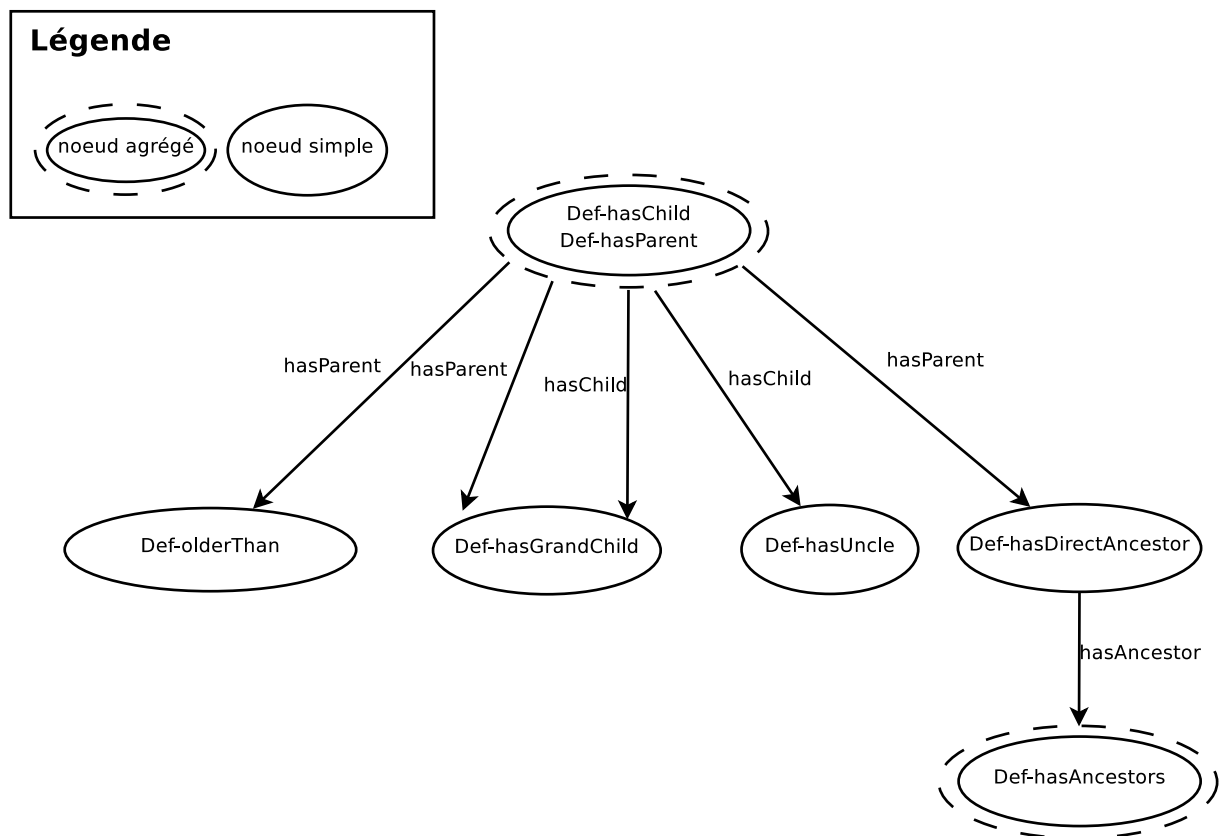 Légende
noeud agrégé
noeud simple
Def-hasChild
Def-hasParent
hasParent
hasParent
hasChild
hasChild
hasParent
Def-olderThan
Def-hasGrandChild
Def-hasUncle
Def-hasDirectAncestor
hasAncestor
Def-hasAncestors